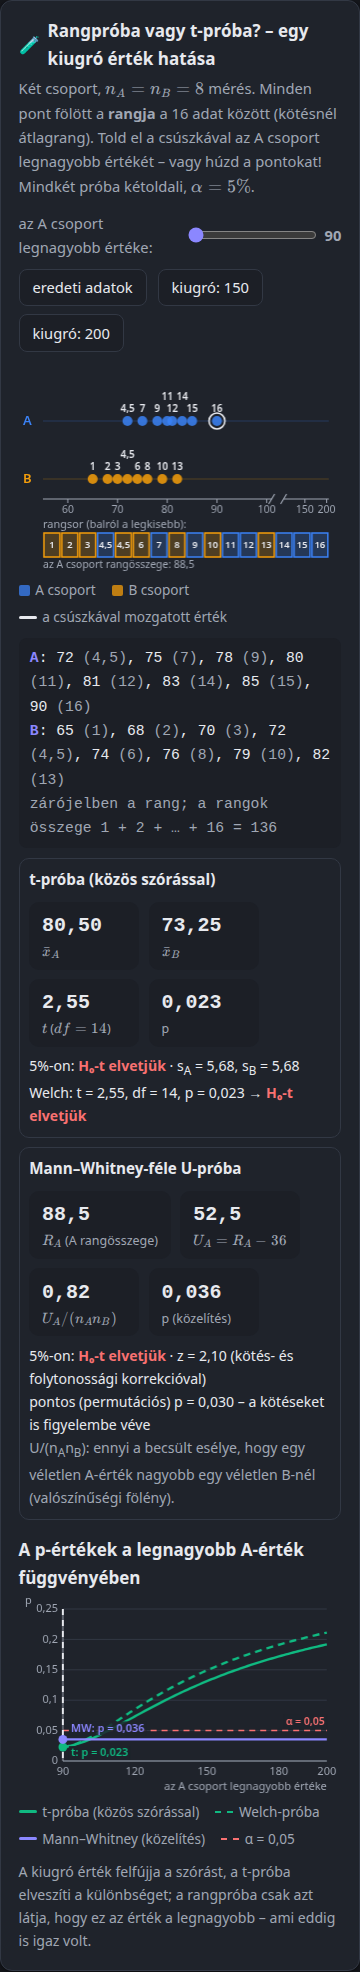 🧪 Rangpróba vagy t-próba? – egy
kiugró érték hatása
Két csoport, n_A = n_B = 8 mérés. Minden
pont fölött a rangja a 16 adat között (kötésnél
átlagrang). Told el a csúszkával az A csoport
legnagyobb értékét – vagy húzd a pontokat!
Mindkét próba kétoldali, α = 5%.
az A csoport
legnagyobb értéke: 90
eredeti adatok kiugró: 150
kiugró: 200
11 14
4,5 7 9 12 15 16
A
4,5
1 2 3 6 8 10 13
B
60 70 80 90 100 150 200
rangsor (balról a legkisebb):
1 2 3 4,5 4,5 6 7 8 9 10 11 12 13 14 15 16
az A csoport rangösszege: 88,5
A csoport B csoport
a csúszkával mozgatott érték
A: 72 (4,5), 75 (7), 78 (9), 80
(11), 81 (12), 83 (14), 85 (15),
90 (16)
B: 65 (1), 68 (2), 70 (3), 72
(4,5), 74 (6), 76 (8), 79 (10), 82
(13)
zárójelben a rang; a rangok
összege 1 + 2 + … + 16 = 136
t-próba (közös szórással)
80,50 73,25
x̄_A x̄_B
2,55 0,023
t (df = 14) p
5%-on: H₀-t elvetjük · s_A = 5,68, s_B = 5,68
Welch: t = 2,55, df = 14, p = 0,023 → H₀-t
elvetjük
Mann–Whitney-féle U-próba
88,5 52,5
R_A (A rangösszege) U_A = R_A − 36
0,82 0,036
U_A/(n_A n_B) p (közelítés)
5%-on: H₀-t elvetjük · z = 2,10 (kötés- és
folytonossági korrekcióval)
pontos (permutációs) p = 0,030 – a kötéseket
is figyelembe véve
U/(n_A n_B): ennyi a becsült esélye, hogy egy
véletlen A-érték nagyobb egy véletlen B-nél
(valószínűségi fölény).
A p-értékek a legnagyobb A-érték
függvényében
p
0,25
0,2
0,15
0,1
0,05 MW: p = 0,036 α = 0,05
0 t: p = 0,023
90 120 150 180 200
az A csoport legnagyobb értéke
t-próba (közös szórással) Welch-próba
Mann–Whitney (közelítés) α = 0,05
A kiugró érték felfújja a szórást, a t-próba
elveszíti a különbséget; a rangpróba csak azt
látja, hogy ez az érték a legnagyobb – ami eddig
is igaz volt.